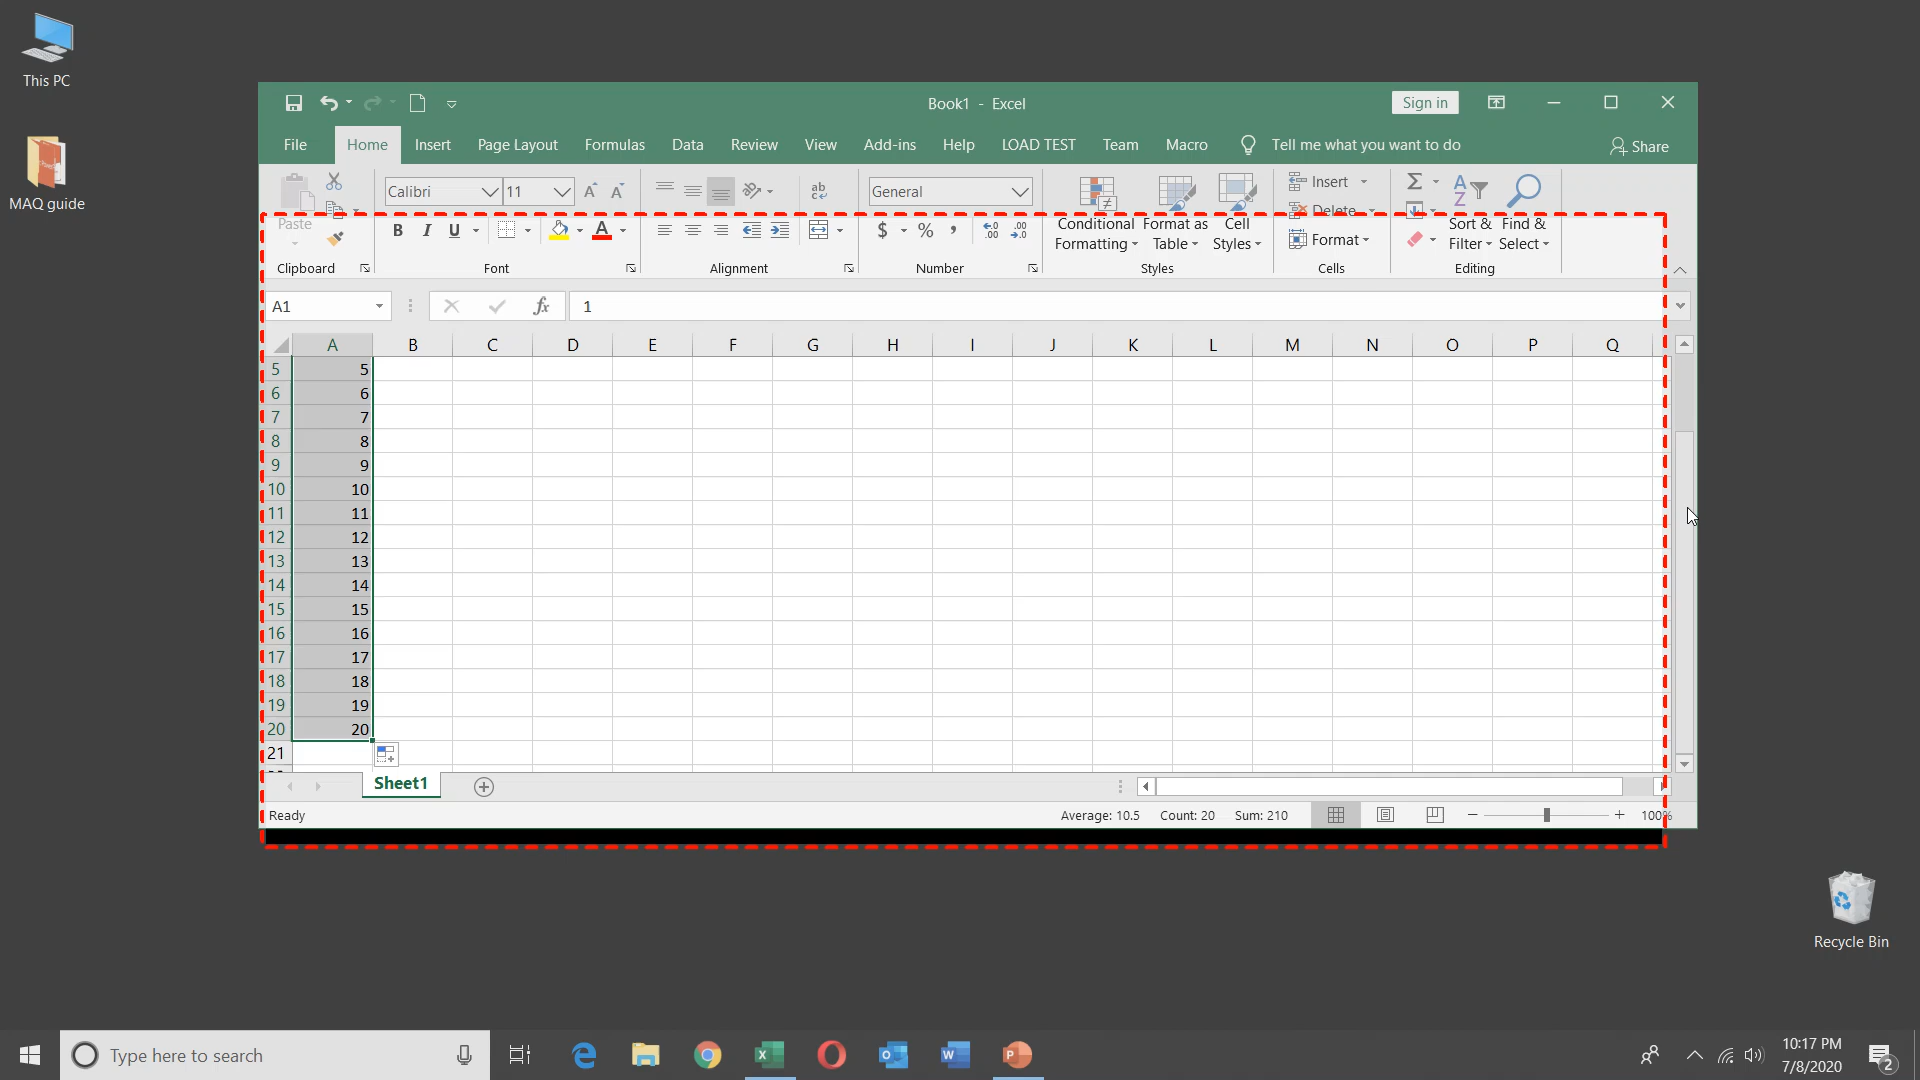 This PC
MAQ guide
Book1 - Excel
Sign in
File Home Insert Page Layout Formulas Data Review View Add-ins Help LOAD TEST Team Macro Tell me what you want to do Share
Calibri 11 ab General Insert
Delete
Paste B I U A $ % , Conditional Format as Cell Sort & Find &
Formatting Table Styles Format Filter Select
Clipboard Font Alignment Number Styles Cells Editing
A1 fx 1
A B C D E F G H I J K L M N O P Q
5 5
6 6
7 7
8 8
9 9
10 10
11 11
12 12
13 13
14 14
15 15
16 16
17 17
18 18
19 19
20 20
21
Sheet1
Ready Average: 10.5 Count: 20 Sum: 210 100%
Recycle Bin
Type here to search
10:17 PM
7/8/2020
2